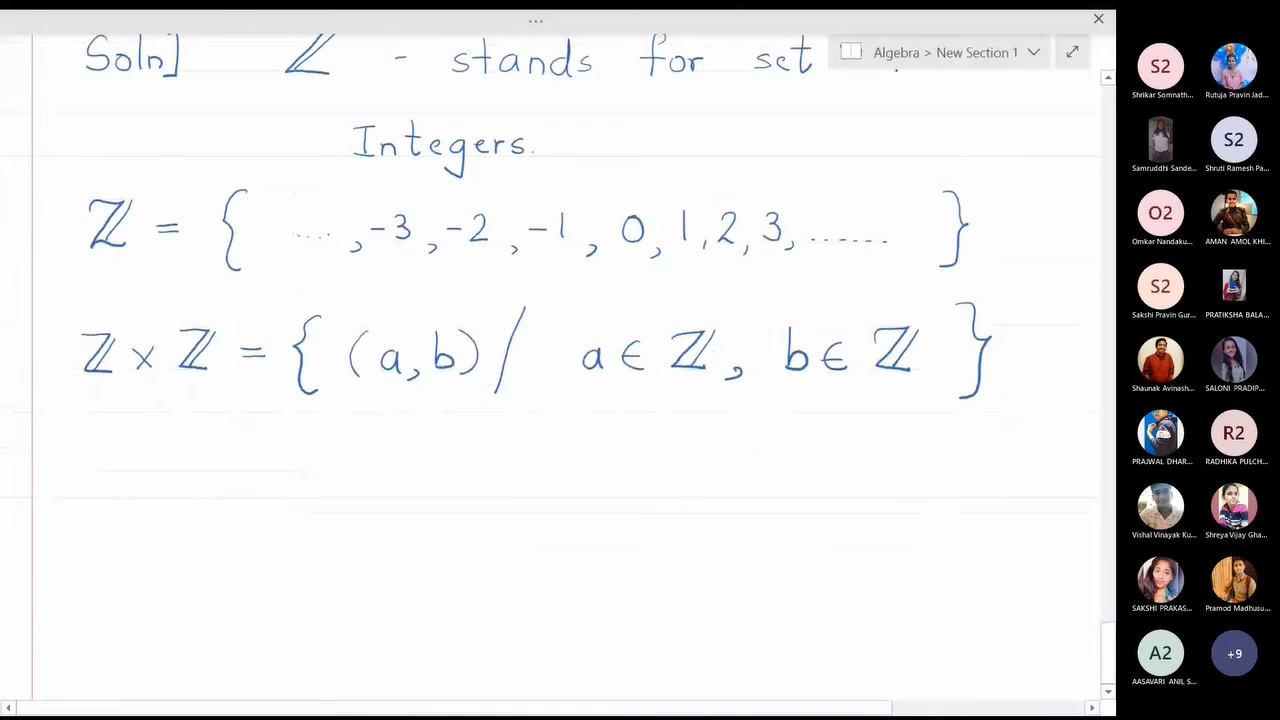 Soln] ℤ - stands for set
Algebra > New Section 1
Integers.
ℤ = { ....., -3, -2, -1, 0, 1, 2, 3, ...... }
ℤ × ℤ = { (a, b) / a ∈ ℤ, b ∈ ℤ }
S2
Shrikar Somnath...
Rutuja Pravin Jad...
Samruddhi Sande...
S2
Shruti Ramesh Pa...
O2
Omkar Nandaku...
AMAN AMOL KHI...
S2
Sakshi Pravin Gur...
PRATIKSHA BALA...
Shaunak Avinash...
SALONI PRADIP...
PRAJWAL DHAR...
R2
RADHIKA PULCH...
Vishal Vinayak Ku...
Shreya Vijay Gha...
SAKSHI PRAKAS...
Pramod Madhusu...
A2
AASAVARI ANIL S...
+9